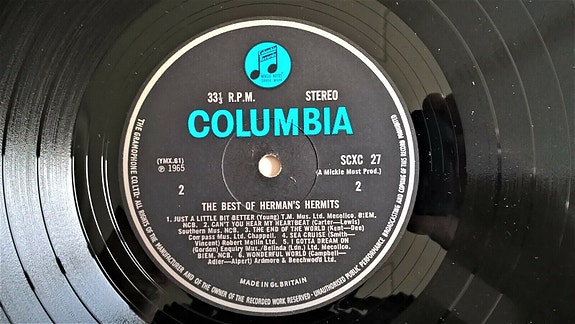 33⅓ R.P.M. STEREO
COLUMBIA
(YMX.61) SCXC 27
℗ 1965 (A Mickie Most Prod.)
2 2
THE BEST OF HERMAN'S HERMITS
1. JUST A LITTLE BIT BETTER (Young) T.M. Mus. Ltd. Mecolico. BIEM.
NCB. 2. CAN'T YOU HEAR MY HEARTBEAT (Carter—Lewis)
Southern Mus. NCB. 3. THE END OF THE WORLD (Kent—Dee)
Compass Mus. Ltd. Chappell. 4. SEA CRUISE (Smith—
Vincent) Robert Mellin Ltd. 5. I GOTTA DREAM ON
(Gordon) Enquiry Mus./Belinda (Ldn.) Ltd. Mecolico.
BIEM. NCB. 6. WONDERFUL WORLD (Campbell—
Adler—Alpert) Ardmore & Beechwood Ltd.
MADE IN Gt. BRITAIN
THE GRAMOPHONE CO. LTD. ALL RIGHTS OF THE MANUFACTURER AND OF THE OWNER OF THE RECORDED WORK RESERVED · UNAUTHORISED PUBLIC PERFORMANCE BROADCASTING AND COPYING OF THIS RECORD PROHIBITED